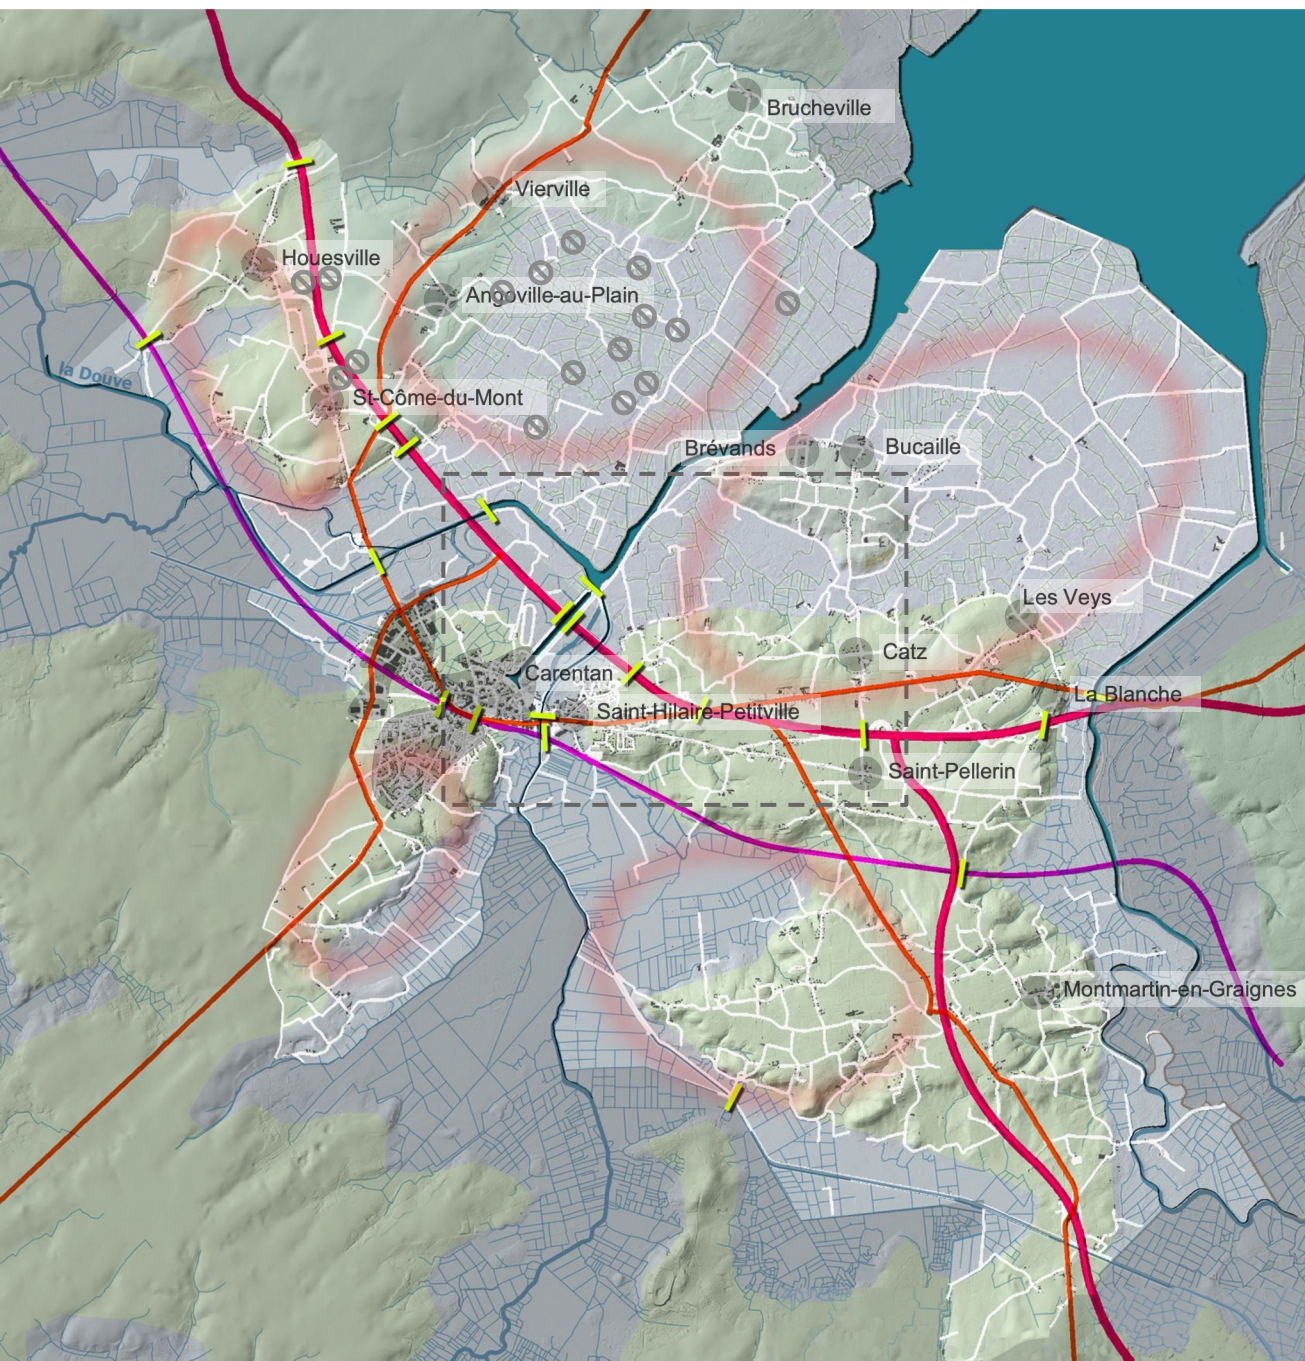 Brucheville
Vierville
Houesville
Angoville-au-Plain
la Douve
St-Côme-du-Mont
Brévands
Bucaille
Les Veys
Catz
Carentan
La Blanche
Saint-Hilaire-Petitville
Saint-Pellerin
Montmartin-en-Graignes